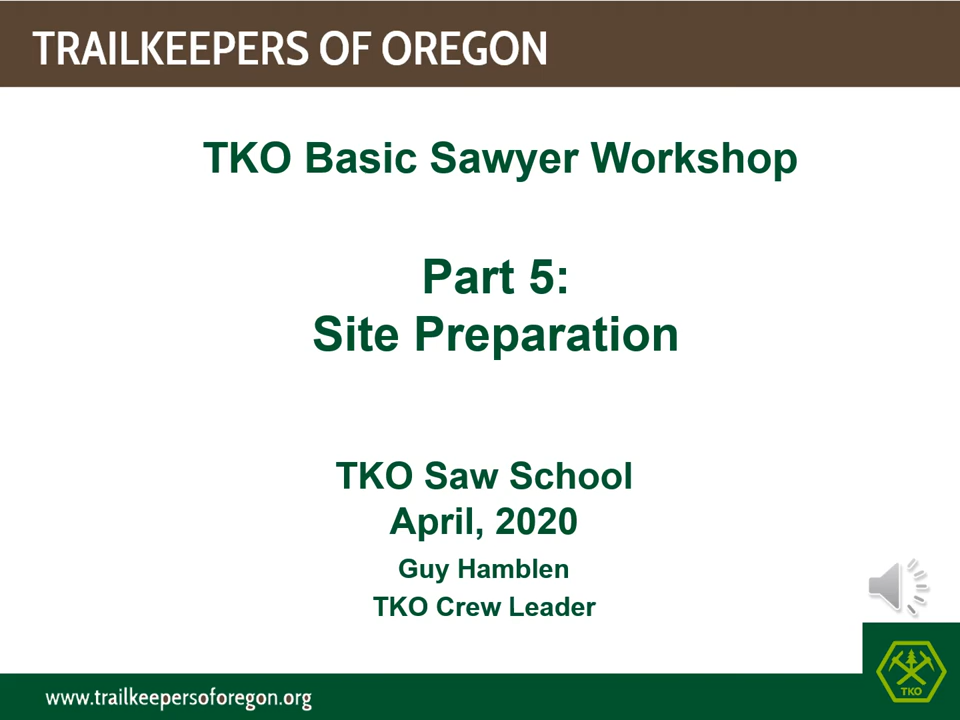 TRAILKEEPERS OF OREGON
TKO Basic Sawyer Workshop
Part 5:
Site Preparation
TKO Saw School
April, 2020
Guy Hamblen
TKO Crew Leader
TKO
www.trailkeepersoforegon.org